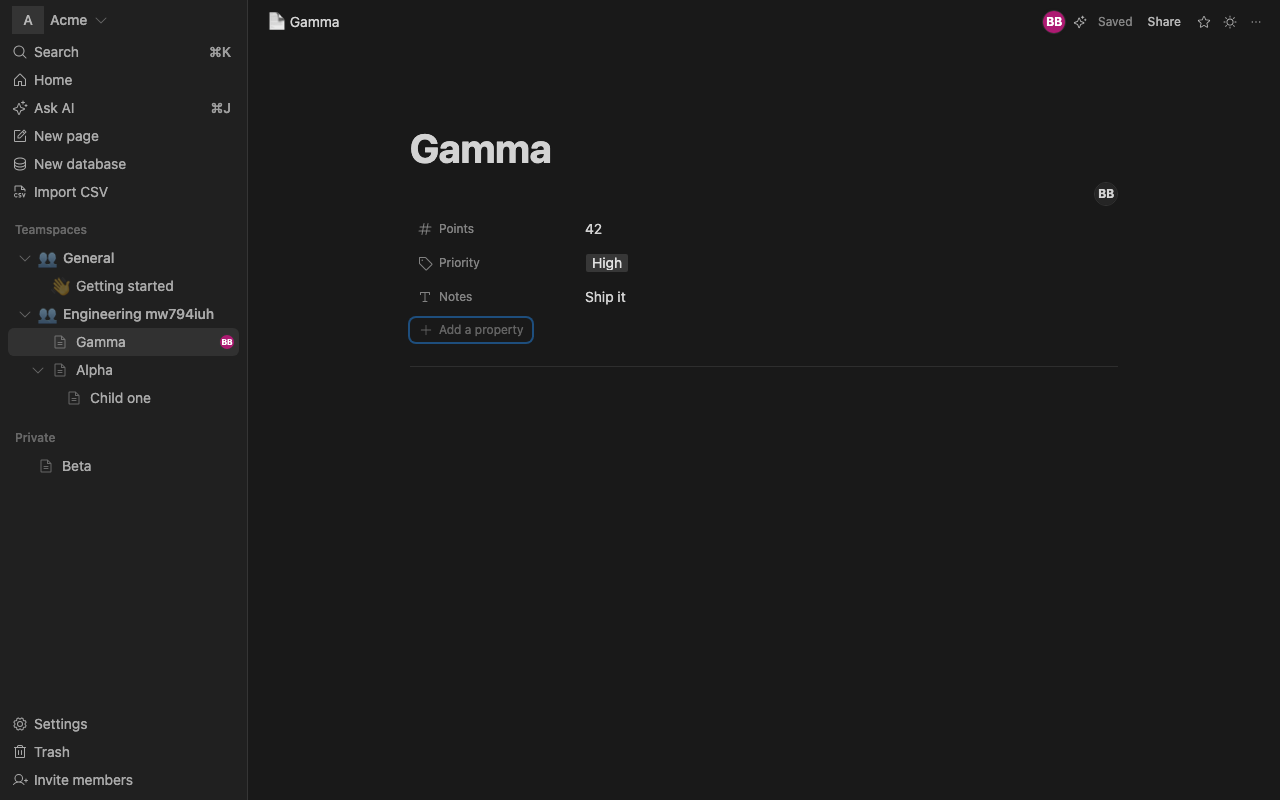 A Acme
Search ⌘K
Home
Ask AI ⌘J
New page
New database
Import CSV
Teamspaces
General
Getting started
Engineering mw794iuh
Gamma BB
Alpha
Child one
Private
Beta
Settings
Trash
Invite members
Gamma
BB Saved Share
Gamma
BB
Points 42
Priority High
Notes Ship it
Add a property